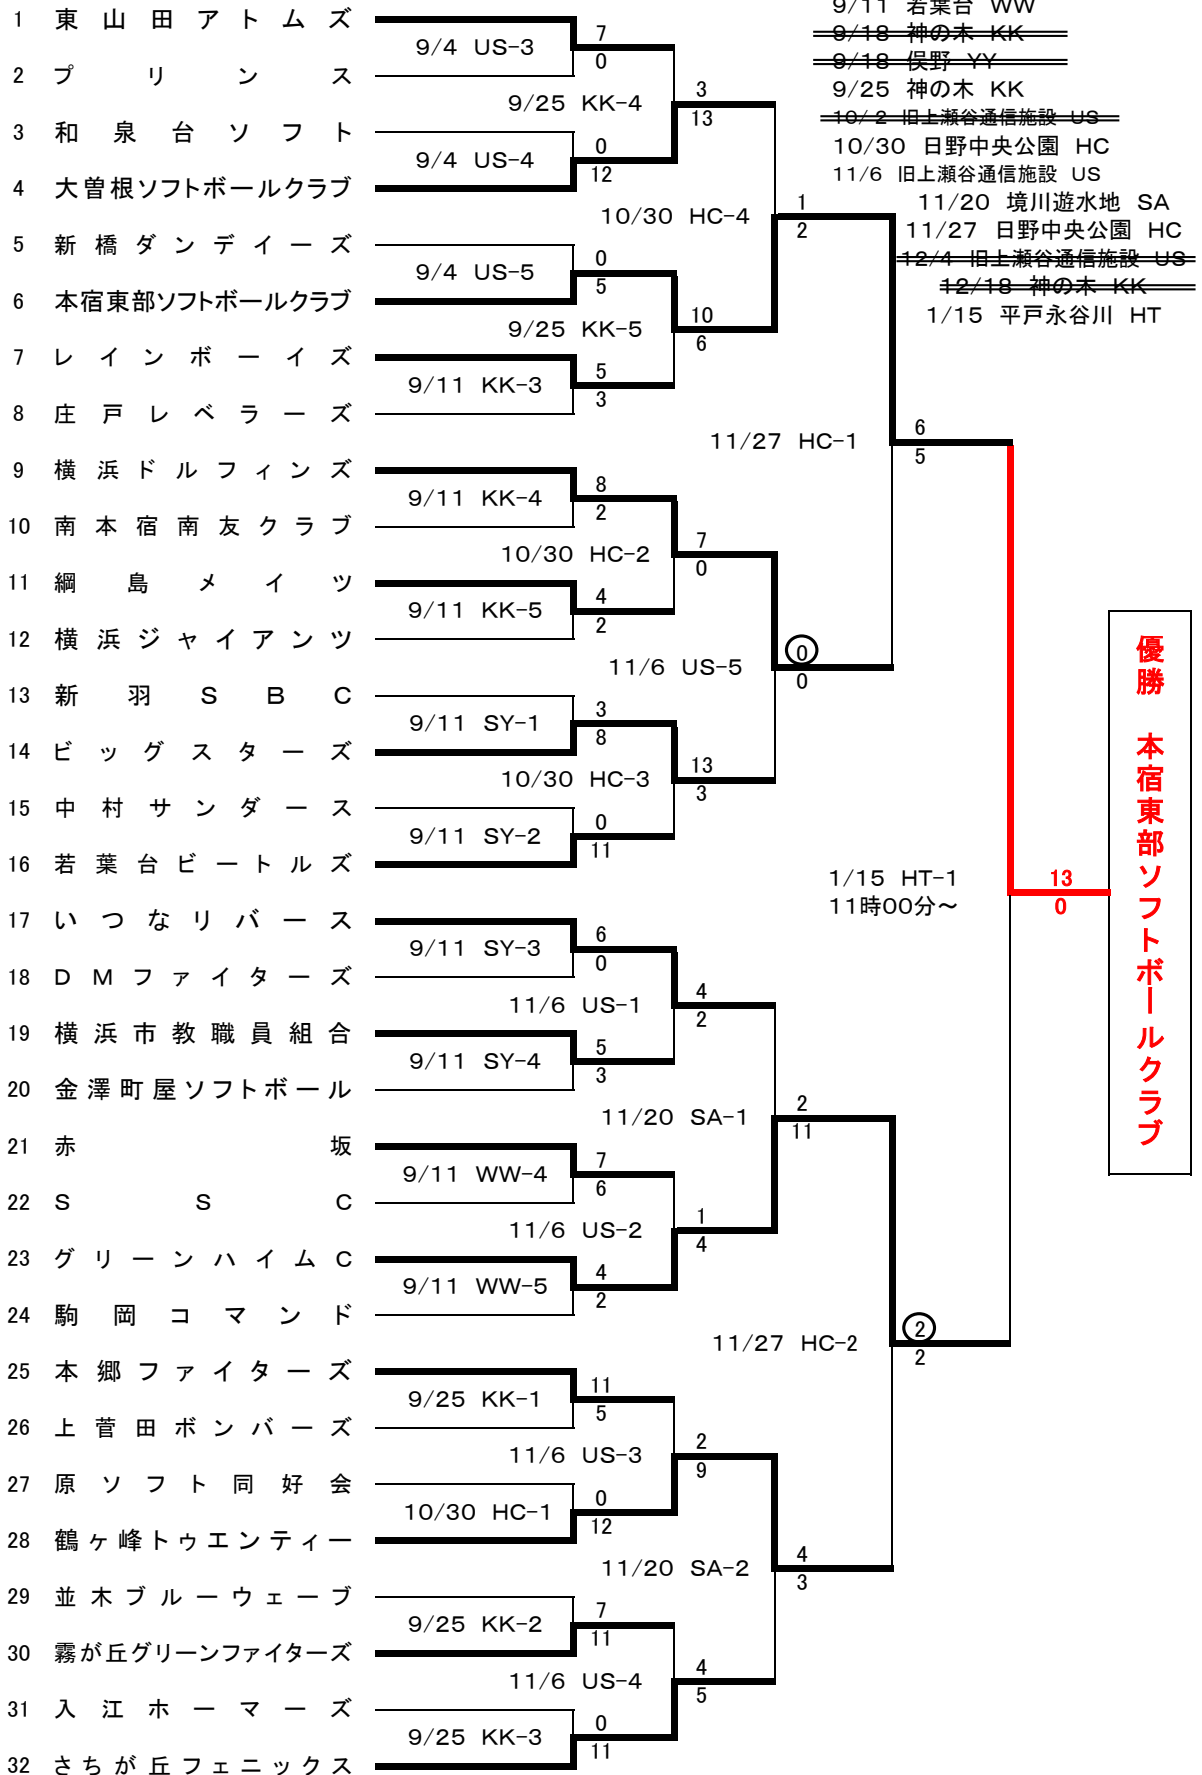 9/11 若葉台 WW
9/18 神の木 KK
9/18 俣野 YY
9/25 神の木 KK
10/2 旧上瀬谷通信施設 US
10/30 日野中央公園 HC
11/6 旧上瀬谷通信施設 US
11/20 境川遊水地 SA
11/27 日野中央公園 HC
12/4 旧上瀬谷通信施設 US
12/18 神の木 KK
1/15 平戸永谷川 HT
1 東山田アトムズ
9/4 US-3
7
0
2 プリンス
9/25 KK-4
3
13
3 和泉台ソフト
9/4 US-4
0
12
4 大曽根ソフトボールクラブ
10/30 HC-4
1
2
5 新橋ダンデイーズ
9/4 US-5
0
5
6 本宿東部ソフトボールクラブ
9/25 KK-5
10
6
7 レインボーイズ
9/11 KK-3
5
3
8 庄戸レベラーズ
11/27 HC-1
6
5
9 横浜ドルフィンズ
9/11 KK-4
8
2
10 南本宿南友クラブ
10/30 HC-2
7
0
11 綱島メイツ
9/11 KK-5
4
2
12 横浜ジャイアンツ
11/6 US-5
0
0
13 新羽SBC
9/11 SY-1
3
8
14 ビッグスターズ
10/30 HC-3
13
3
15 中村サンダース
9/11 SY-2
0
11
16 若葉台ビートルズ
1/15 HT-1
11時00分～
13
0
優勝 本宿東部ソフトボールクラブ
17 いつなリバース
9/11 SY-3
6
0
18 DMファイターズ
11/6 US-1
4
2
19 横浜市教職員組合
9/11 SY-4
5
3
20 金澤町屋ソフトボール
11/20 SA-1
2
11
21 赤坂
9/11 WW-4
7
6
22 SSC
11/6 US-2
1
4
23 グリーンハイムC
9/11 WW-5
4
2
24 駒岡コマンド
11/27 HC-2
2
2
25 本郷ファイターズ
9/25 KK-1
11
5
26 上菅田ボンバーズ
11/6 US-3
2
9
27 原ソフト同好会
10/30 HC-1
0
12
28 鶴ヶ峰トゥエンティー
11/20 SA-2
4
3
29 並木ブルーウェーブ
9/25 KK-2
7
11
30 霧が丘グリーンファイターズ
11/6 US-4
4
5
31 入江ホーマーズ
9/25 KK-3
0
11
32 さちが丘フェニックス